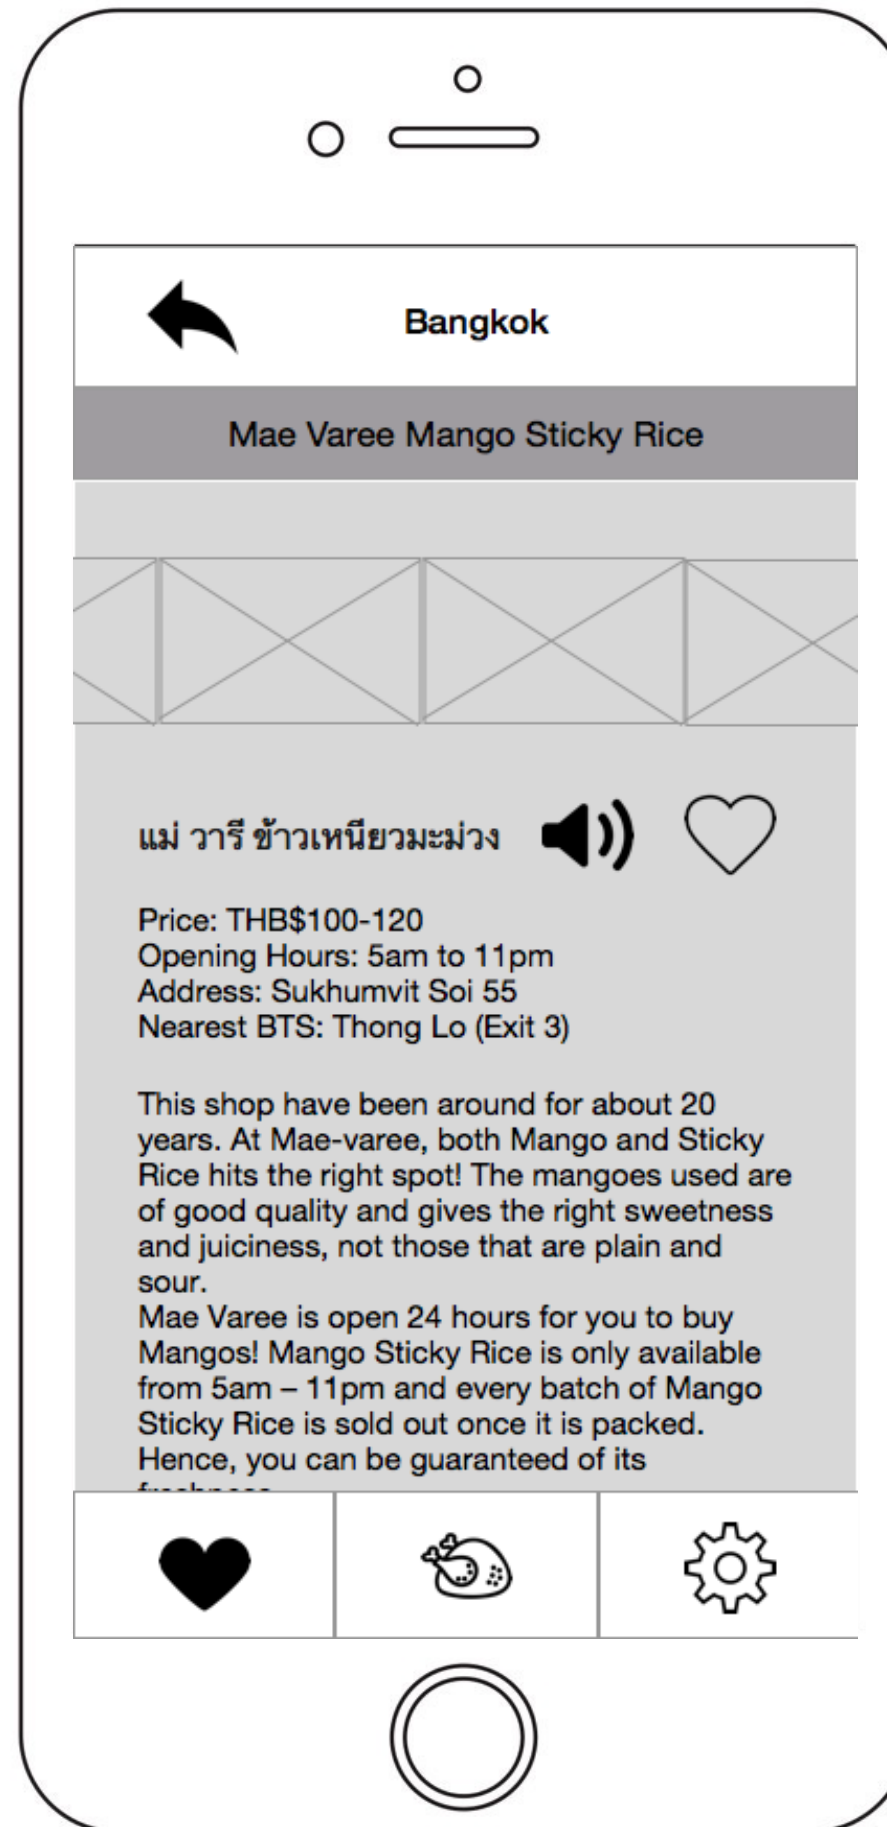 Bangkok
Mae Varee Mango Sticky Rice
แม่ วารี ข้าวเหนียวมะม่วง
Price: THB$100-120
Opening Hours: 5am to 11pm
Address: Sukhumvit Soi 55
Nearest BTS: Thong Lo (Exit 3)
This shop have been around for about 20
years. At Mae-varee, both Mango and Sticky
Rice hits the right spot! The mangoes used are
of good quality and gives the right sweetness
and juiciness, not those that are plain and
sour.
Mae Varee is open 24 hours for you to buy
Mangos! Mango Sticky Rice is only available
from 5am – 11pm and every batch of Mango
Sticky Rice is sold out once it is packed.
Hence, you can be guaranteed of its